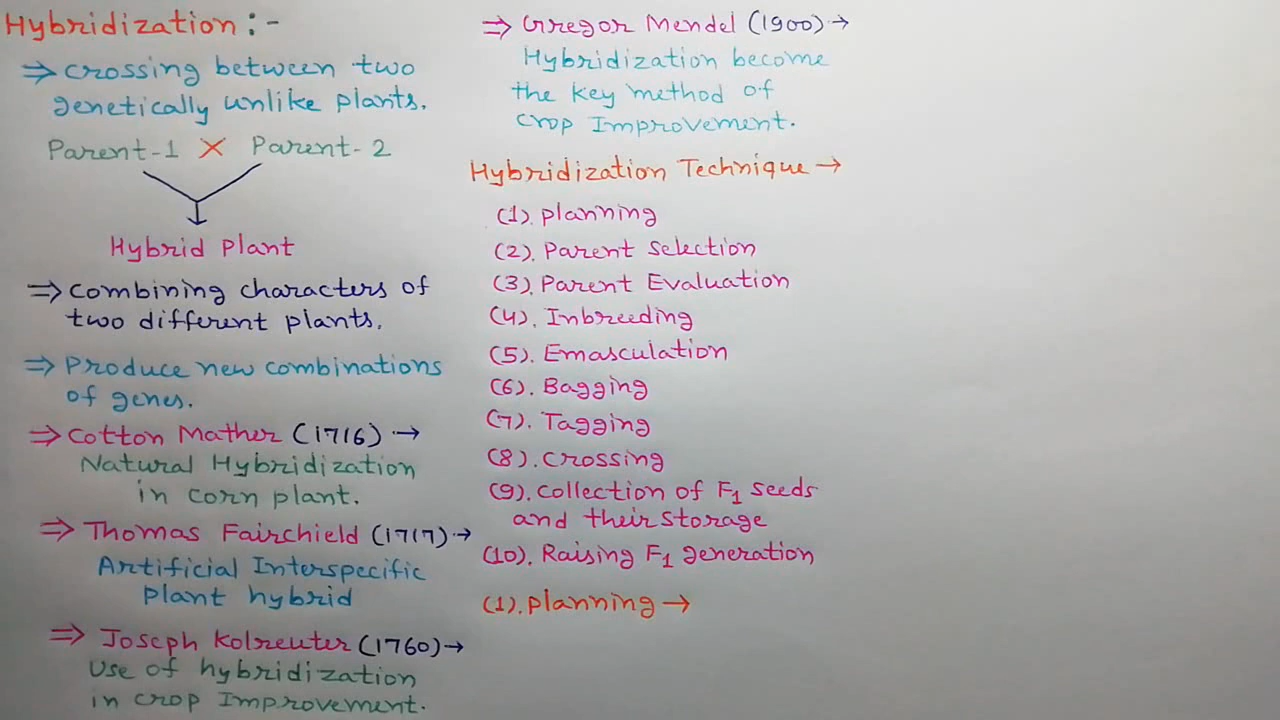 Hybridization :-
⇒ crossing between two
genetically unlike plants.
Parent-1 X Parent-2
Hybrid plant
⇒ combining characters of
two different plants.
⇒ Produce new combinations
of genes.
⇒ Cotton Mather (1716) →
Natural Hybridization
in corn plant.
⇒ Thomas Fairchield (1717) →
Artificial Interspecific
plant hybrid
⇒ Joseph Kolreuter (1760) →
Use of hybridization
in crop Improvement.
⇒ Gregor Mendel (1900) →
Hybridization become
the key method of
crop Improvement.
Hybridization Technique →
(1). planning
(2). Parent selection
(3). Parent Evaluation
(4). Inbreeding
(5). Emasculation
(6). Bagging
(7). Tagging
(8). crossing
(9). collection of F₁ seeds
and their storage
(10). Raising F₁ generation
(1). planning →